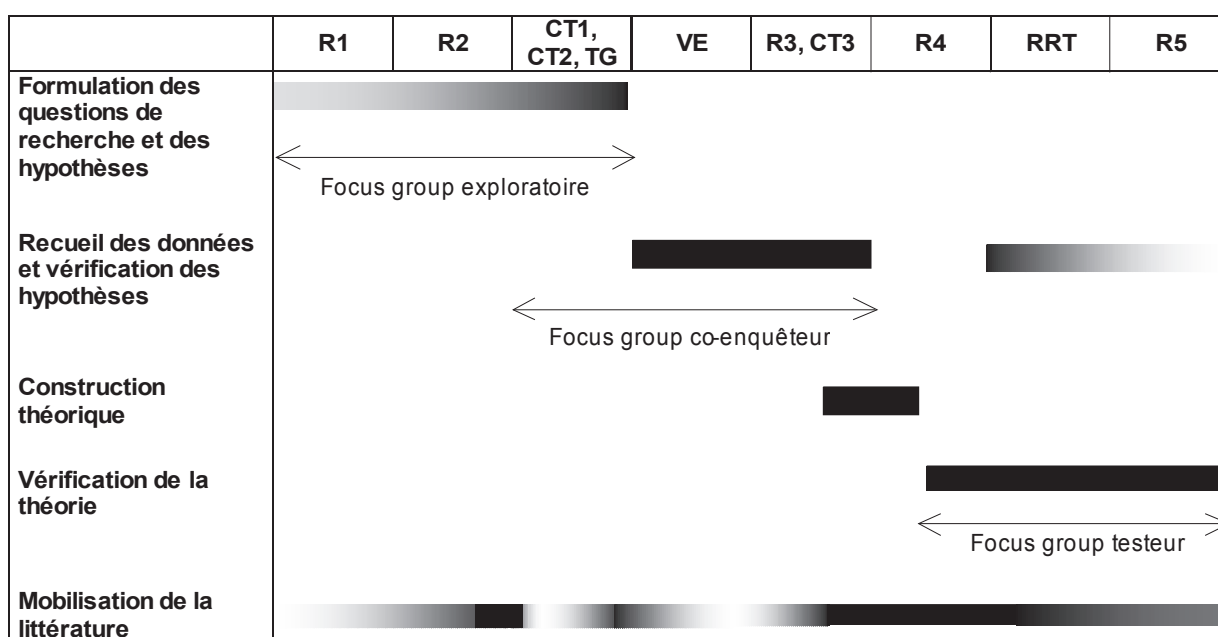 R1 R2 CT1, CT2, TG VE R3, CT3 R4 RRT R5
Formulation des
questions de
recherche et des
hypothèses
Focus group exploratoire
Recueil des données
et vérification des
hypothèses
Focus group co-enquêteur
Construction
théorique
Vérification de la
théorie
Focus group testeur
Mobilisation de la
littérature